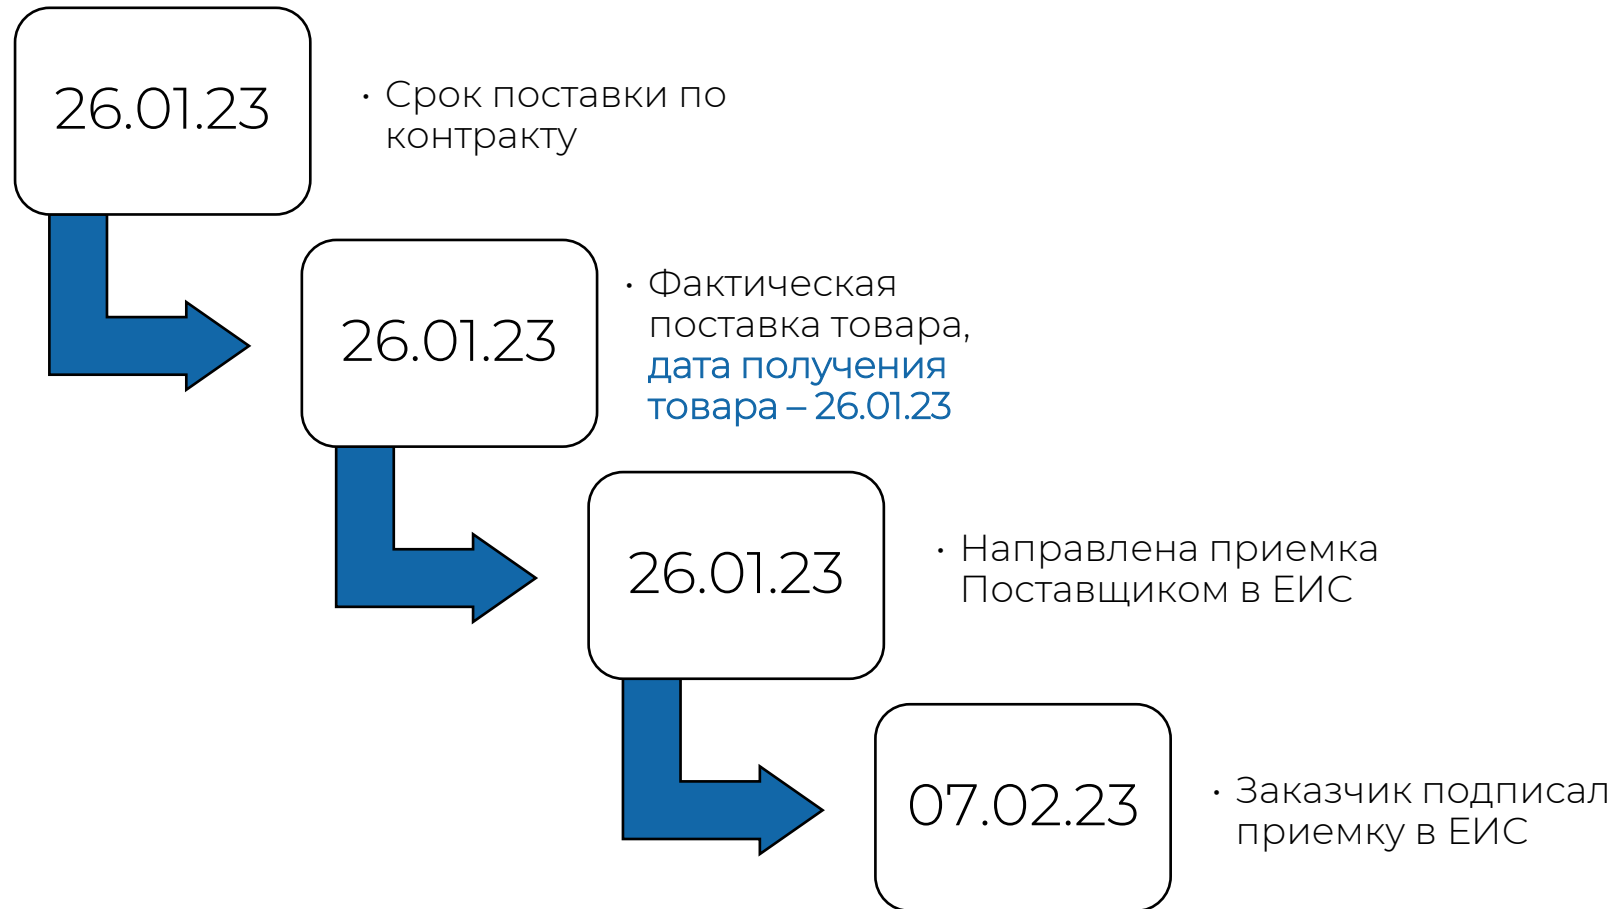 26.01.23
• Срок поставки по
контракту
26.01.23
• Фактическая
поставка товара,
дата получения
товара – 26.01.23
26.01.23
• Направлена приемка
Поставщиком в ЕИС
07.02.23
• Заказчик подписал
приемку в ЕИС